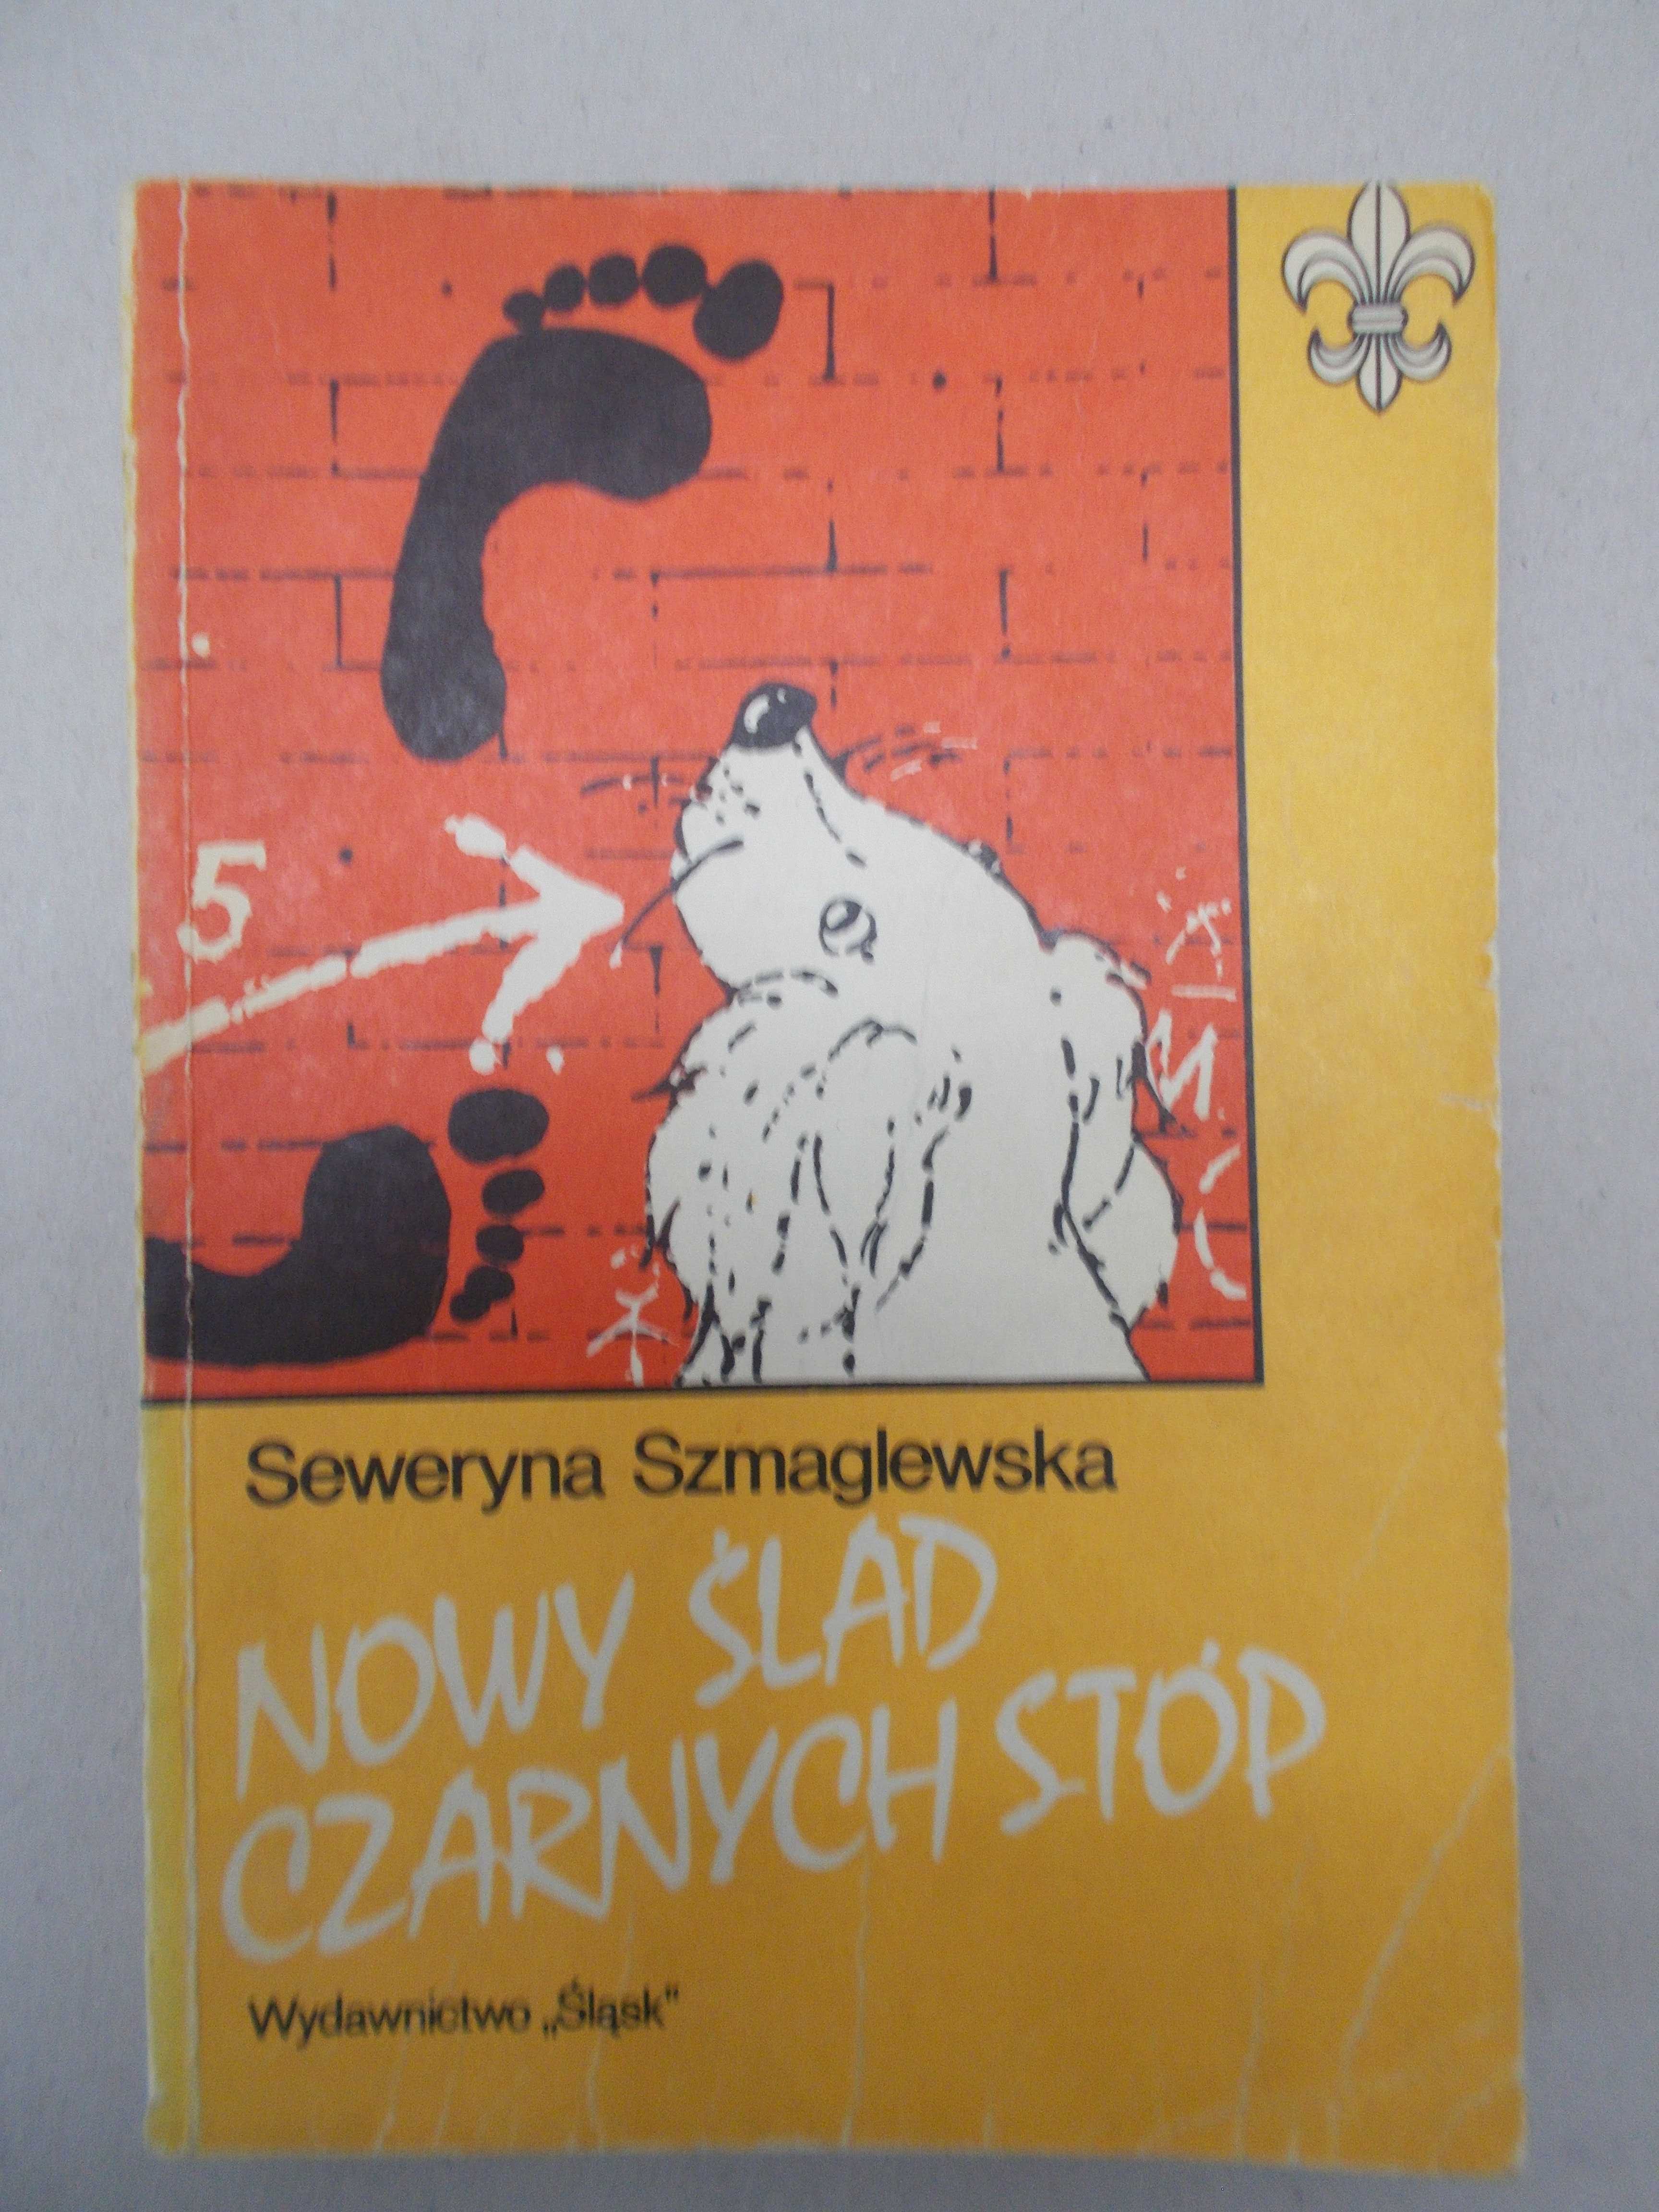 5
Seweryna Szmaglewska
NOWY ŚLAD
CZARNYCH STÓP
Wydawnictwo „Śląsk"